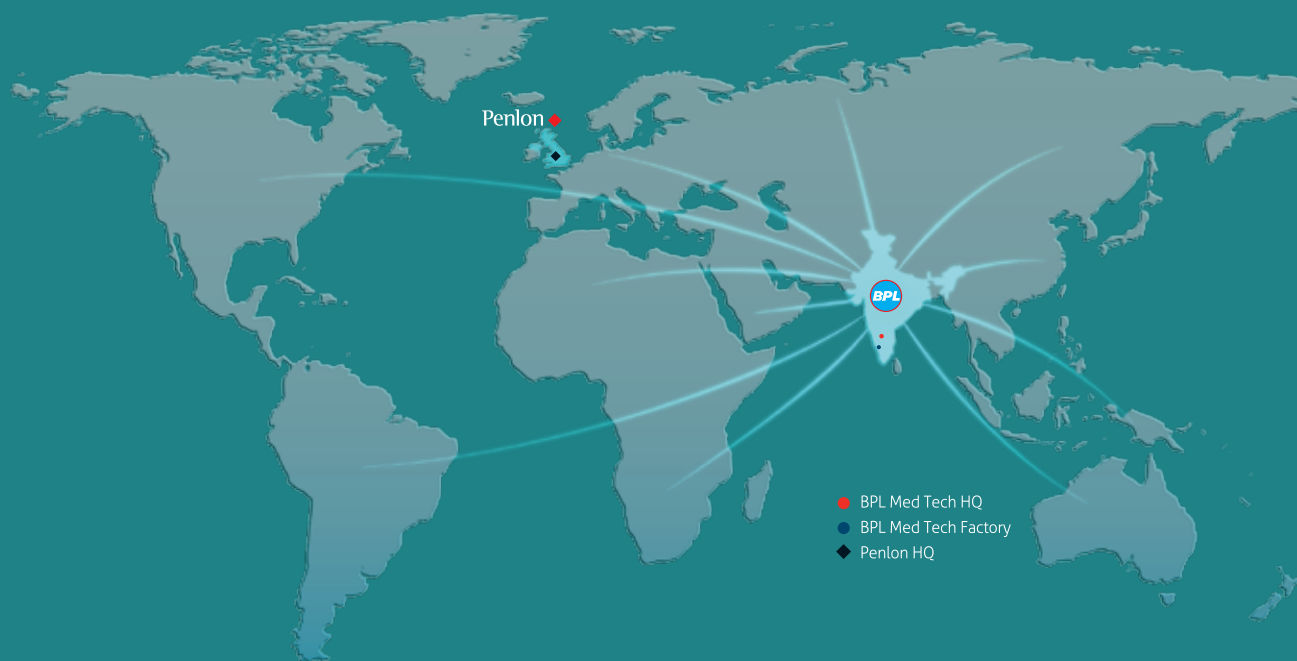 Penlon
BPL
BPL Med Tech HQ
BPL Med Tech Factory
Penlon HQ